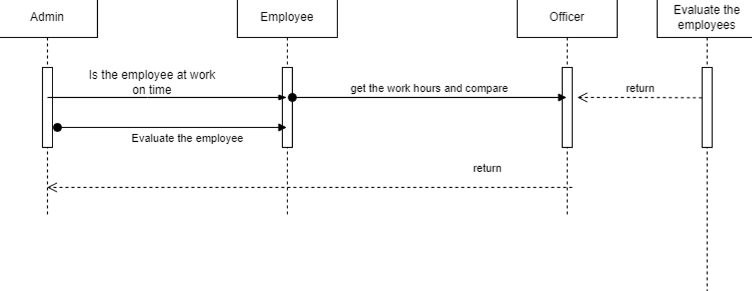 Admin
Employee
Officer
Evaluate the
employees
Is the employee at work
on time
get the work hours and compare
return
Evaluate the employee
return